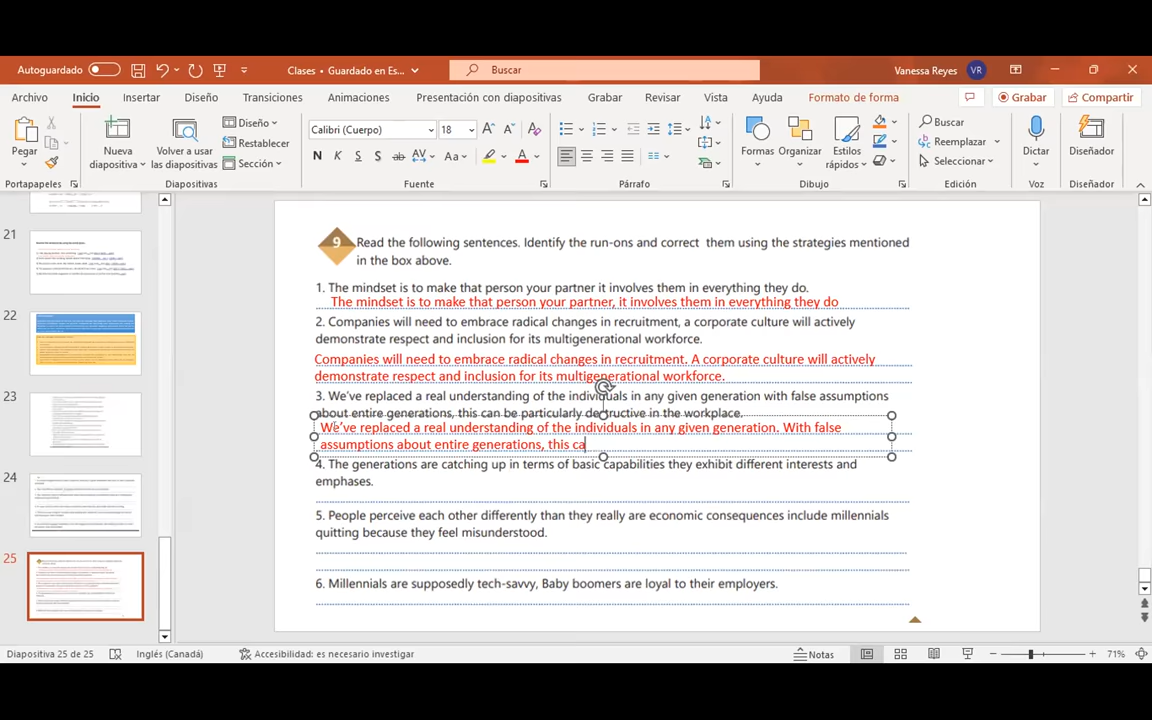 Autoguardado
Clases • Guardado en Es...
Buscar
Vanessa Reyes
VR
Archivo
Inicio
Insertar
Diseño
Transiciones
Animaciones
Presentación con diapositivas
Grabar
Revisar
Vista
Ayuda
Formato de forma
Grabar
Compartir
Pegar
Nueva
diapositiva
Volver a usar
las diapositivas
Diseño
Restablecer
Sección
Calibri (Cuerpo)
18
N K S S ab AV Aa A
Formas
Organizar
Estilos
rápidos
Buscar
Reemplazar
Seleccionar
Dictar
Diseñador
Portapapeles
Diapositivas
Fuente
Párrafo
Dibujo
Edición
Voz
Diseñador
21
22
23
24
25
9
Read the following sentences. Identify the run-ons and correct them using the strategies mentioned
in the box above.
1. The mindset is to make that person your partner it involves them in everything they do.
The mindset is to make that person your partner, it involves them in everything they do
2. Companies will need to embrace radical changes in recruitment, a corporate culture will actively
demonstrate respect and inclusion for its multigenerational workforce.
Companies will need to embrace radical changes in recruitment. A corporate culture will actively
demonstrate respect and inclusion for its multigenerational workforce.
3. We've replaced a real understanding of the individuals in any given generation with false assumptions
about entire generations, this can be particularly destructive in the workplace.
We've replaced a real understanding of the individuals in any given generation. With false
assumptions about entire generations, this ca
4. The generations are catching up in terms of basic capabilities they exhibit different interests and
emphases.
5. People perceive each other differently than they really are economic consequences include millennials
quitting because they feel misunderstood.
6. Millennials are supposedly tech-savvy, Baby boomers are loyal to their employers.
Diapositiva 25 de 25
Inglés (Canadá)
Accesibilidad: es necesario investigar
Notas
71%